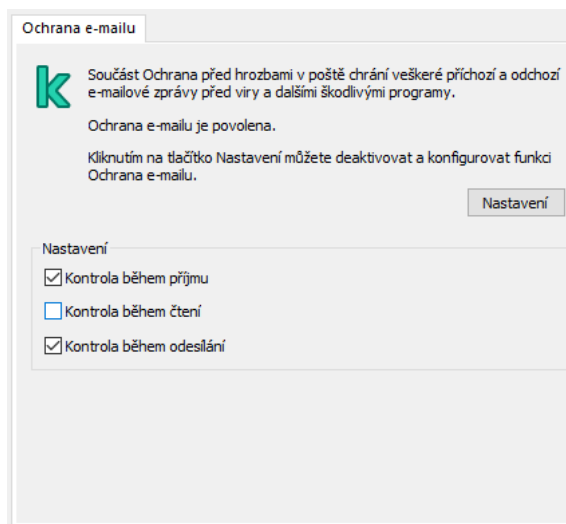 Ochrana e-mailu
Součást Ochrana před hrozbami v poště chrání veškeré příchozí a odchozí
e-mailové zprávy před viry a dalšími škodlivými programy.
Ochrana e-mailu je povolena.
Kliknutím na tlačítko Nastavení můžete deaktivovat a konfigurovat funkci
Ochrana e-mailu.
Nastavení
Nastavení
Kontrola během příjmu
Kontrola během čtení
Kontrola během odesílání